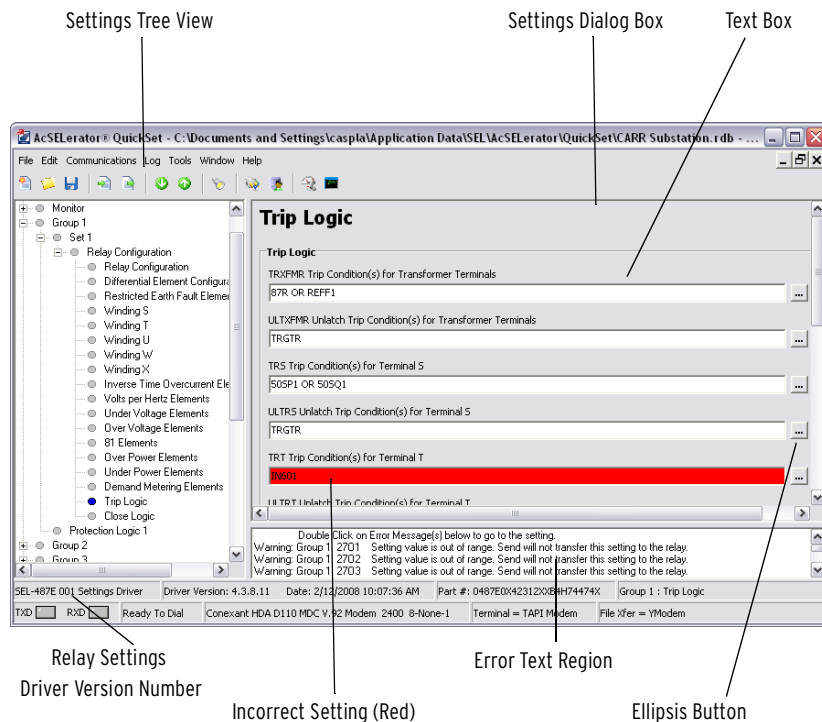 Settings Tree View
Settings Dialog Box
Text Box
AcSELerator® QuickSet - C:\Documents and Settings\caspla\Application Data\SEL\AcSELerator\QuickSet\CARR Substation.rdb - ...
File Edit Communications Log Tools Window Help
Monitor
Group 1
Set 1
Relay Configuration
Relay Configuration
Differential Element Configura
Restricted Earth Fault Elemen
Winding S
Winding T
Winding U
Winding W
Winding X
Inverse Time Overcurrent Ele
Volts per Hertz Elements
Under Voltage Elements
Over Voltage Elements
81 Elements
Over Power Elements
Under Power Elements
Demand Metering Elements
Trip Logic
Close Logic
Protection Logic 1
Group 2
Group 3
Trip Logic
Trip Logic
TRXFMR Trip Condition(s) for Transformer Terminals
87R OR REFF1
...
ULTXFMR Unlatch Trip Condition(s) for Transformer Terminals
TRGTR
...
TRS Trip Condition(s) for Terminal S
50SP1 OR 50SQ1
...
ULTRS Unlatch Trip Condition(s) for Terminal S
TRGTR
...
TRT Trip Condition(s) for Terminal T
IN601
...
ULTRT Unlatch Trip Condition(s) for Terminal T
Double Click on Error Message(s) below to go to the setting.
Warning: Group 1 2701 Setting value is out of range. Send will not transfer this setting to the relay.
Warning: Group 1 2702 Setting value is out of range. Send will not transfer this setting to the relay.
Warning: Group 1 2703 Setting value is out of range. Send will not transfer this setting to the relay.
SEL-487E 001 Settings Driver Driver Version: 4.3.8.11 Date: 2/12/2008 10:07:36 AM Part #: 0487E0X42312XXB4H74474X Group 1 : Trip Logic
TXD RXD Ready To Dial Conexant HDA D110 MDC V.92 Modem 2400 8-None-1 Terminal = TAPI Modem File Xfer = YModem
Relay Settings
Driver Version Number
Error Text Region
Incorrect Setting (Red)
Ellipsis Button